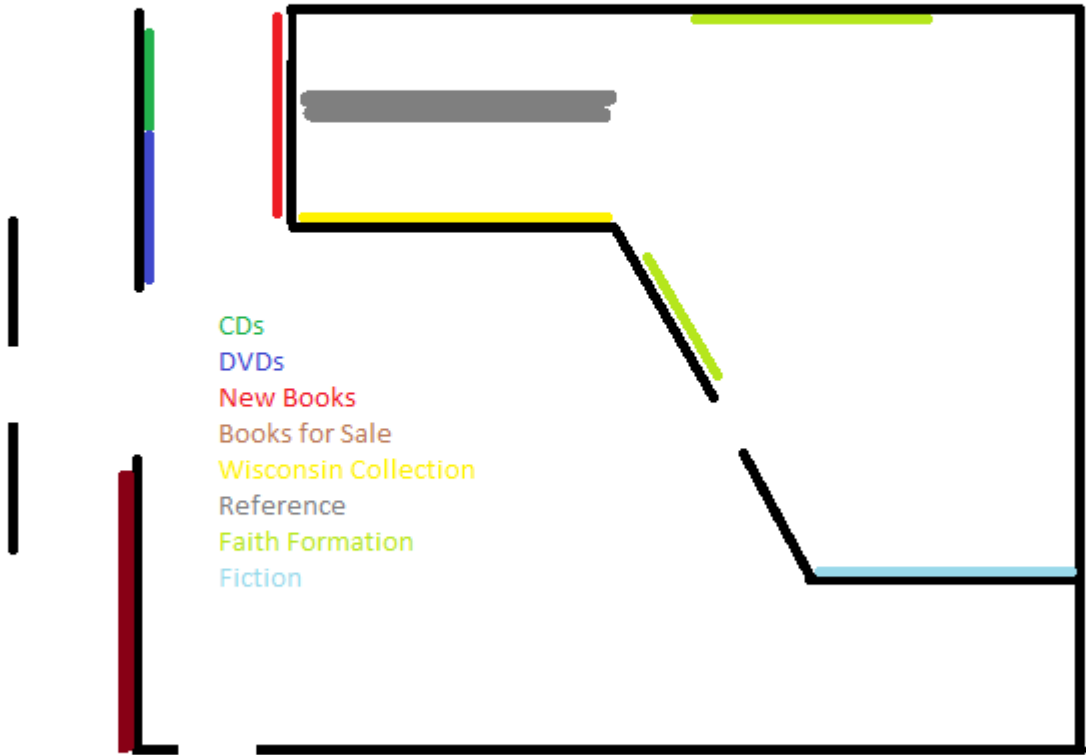 CDs
DVDs
New Books
Books for Sale
Wisconsin Collection
Reference
Faith Formation
Fiction